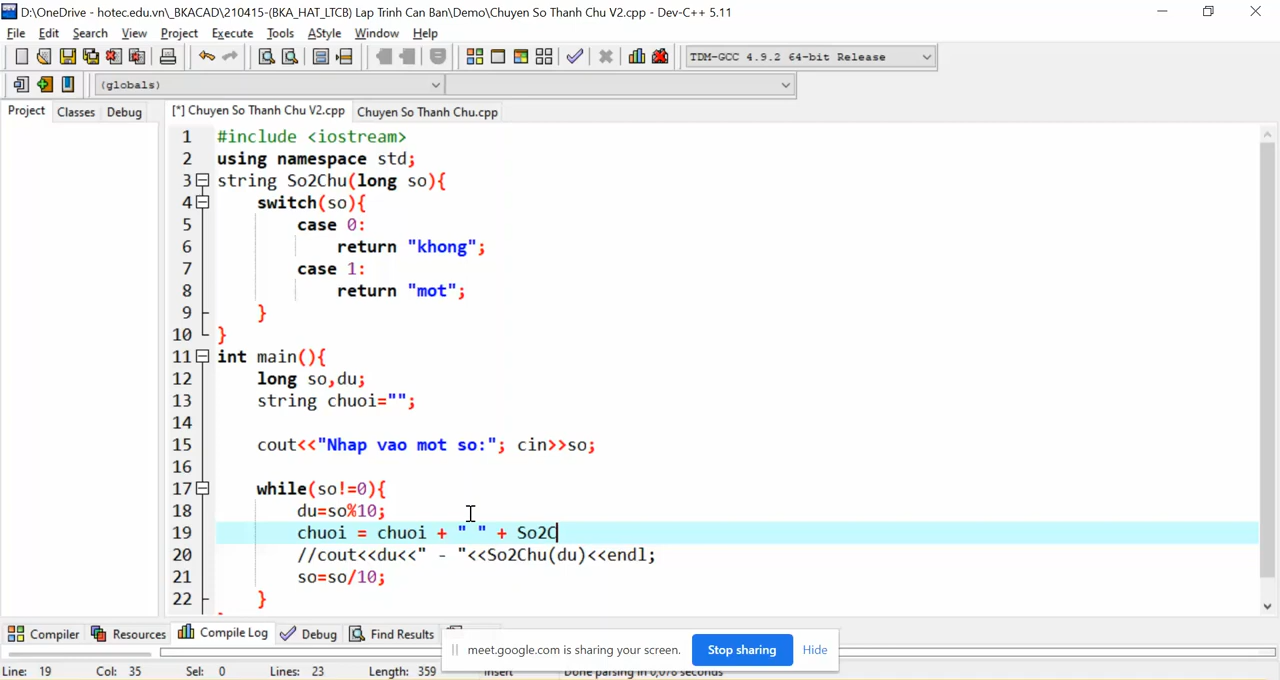 D:\OneDrive - hotec.edu.vn\_BKACAD\210415-(BKA_HAT_LTCB) Lap Trinh Can Ban\Demo\Chuyen So Thanh Chu V2.cpp - Dev-C++ 5.11
File Edit Search View Project Execute Tools AStyle Window Help
TDM-GCC 4.9.2 64-bit Release
(globals)
Project Classes Debug [*] Chuyen So Thanh Chu V2.cpp Chuyen So Thanh Chu.cpp
1 #include <iostream>
2 using namespace std;
3 string So2Chu(long so){
4 switch(so){
5 case 0:
6 return "khong";
7 case 1:
8 return "mot";
9 }
10 }
11 int main(){
12 long so,du;
13 string chuoi="";
14
15 cout<<"Nhap vao mot so:"; cin>>so;
16
17 while(so!=0){
18 du=so%10;
19 chuoi = chuoi + " " + So2C
20 //cout<<du<<" - "<<So2Chu(du)<<endl;
21 so=so/10;
22 }
Compiler Resources Compile Log Debug Find Results
meet.google.com is sharing your screen. Stop sharing Hide
Line: 19 Col: 35 Sel: 0 Lines: 23 Length: 359 Insert Done parsing in 0,078 seconds